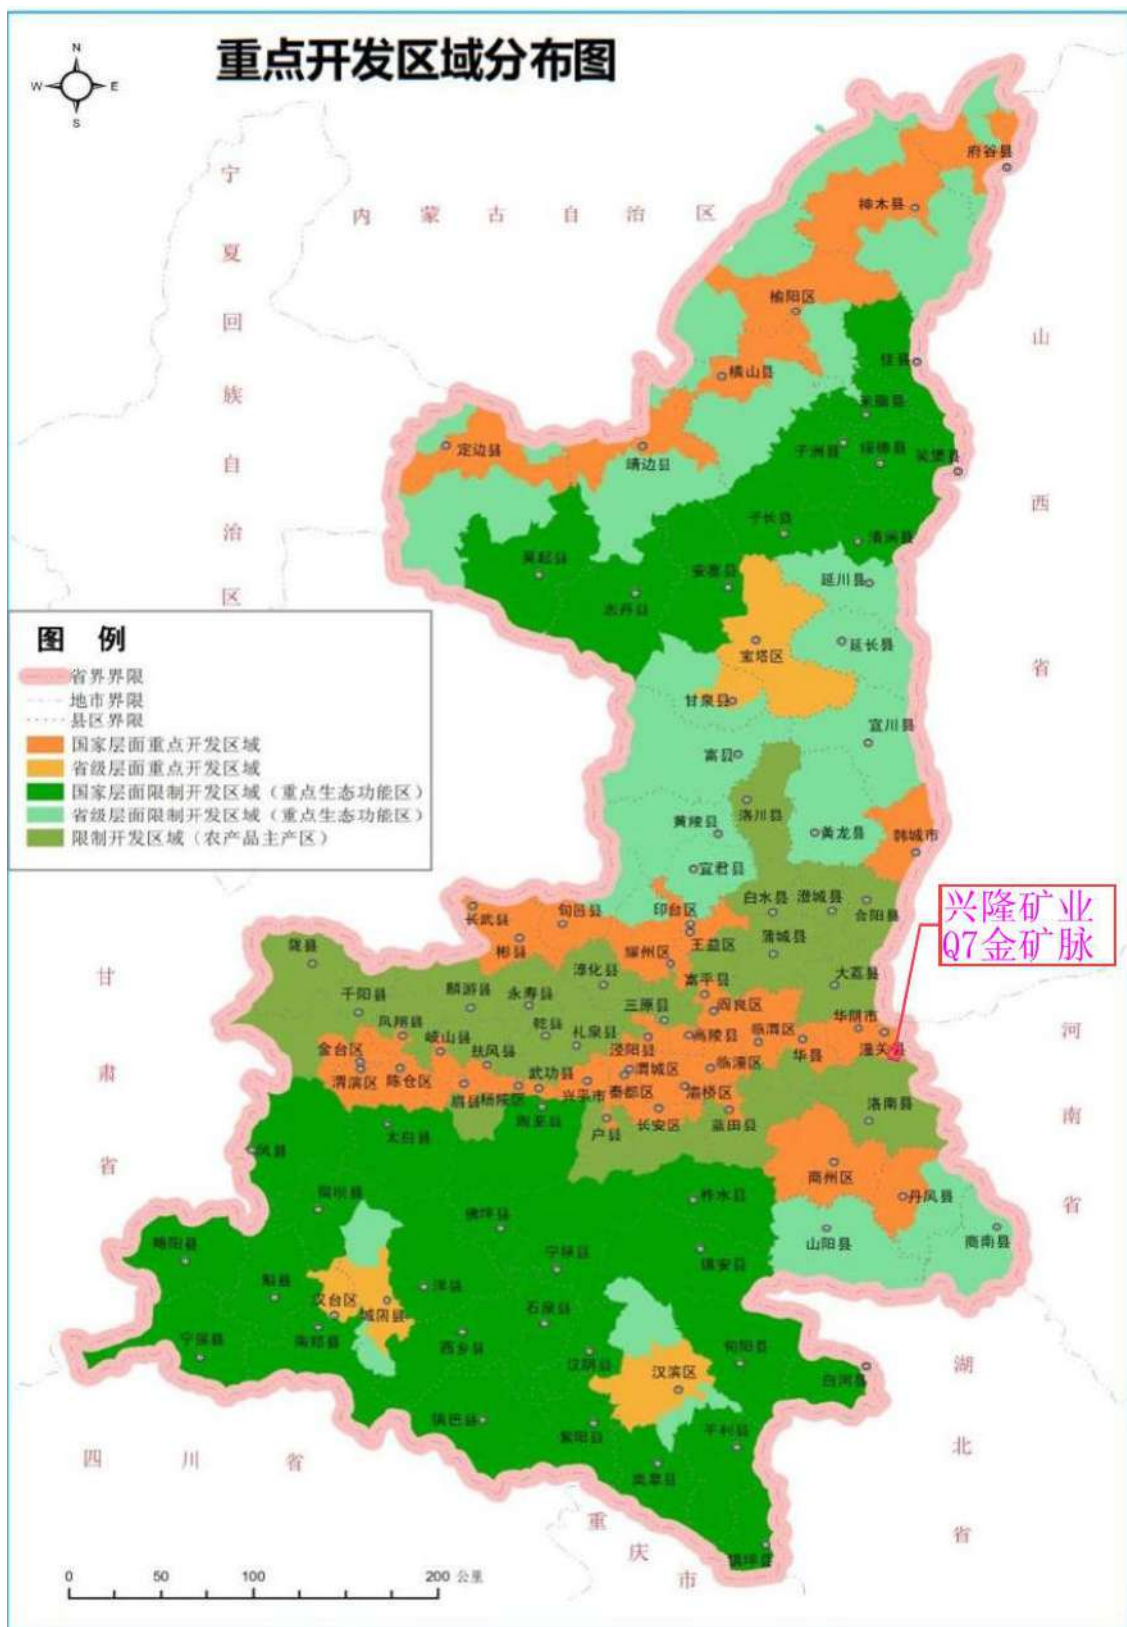 重点开发区域分布图
N
W
E
S
宁夏回族自治区
内蒙古自治区
山西省
府谷县
神木县
榆阳区
横山县
佳县
米脂县
子洲县
绥德县
吴堡县
定边县
靖边县
子长县
清涧县
吴起县
安塞县
志丹县
延川县
延长县
宝塔区
甘泉县
宜川县
富县
洛川县
黄陵县
黄龙县
韩城市
宜君县
图 例
省界界限
地市界限
县区界限
国家层面重点开发区域
省级层面重点开发区域
国家层面限制开发区域(重点生态功能区)
省级层面限制开发区域(重点生态功能区)
限制开发区域(农产品主产区)
兴隆矿业
Q7金矿脉
长武县
旬邑县
印台区
白水县
澄城县
合阳县
彬县
耀州区
王益区
蒲城县
陇县
淳化县
富平县
大荔县
千阳县
麟游县
永寿县
三原县
阎良区
华阴市
凤翔县
岐山县
乾县
礼泉县
泾阳县
高陵县
临渭区
华县
潼关县
金台区
扶风县
渭城区
临潼区
渭滨区
陈仓区
武功县
兴平市
秦都区
灞桥区
眉县
杨陵区
周至县
户县
长安区
蓝田县
洛南县
甘肃省
河南省
太白县
凤县
商州区
丹凤县
留坝县
佛坪县
柞水县
山阳县
商南县
略阳县
宁陕县
镇安县
勉县
洋县
汉台区
城固县
石泉县
宁强县
南郑县
西乡县
汉阴县
旬阳县
汉滨区
白河县
镇巴县
紫阳县
平利县
岚皋县
镇坪县
四川省
重庆市
湖北省
0
50
100
200 公里